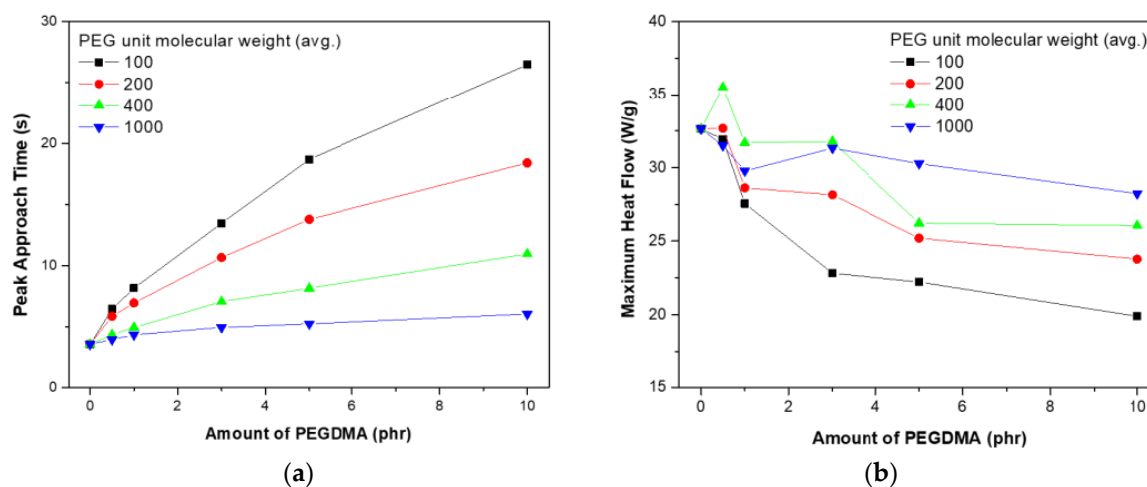 30
20
10
0
Peak Approach Time (s)
PEG unit molecular weight (avg.)
100
200
400
1000
0 2 4 6 8 10
Amount of PEGDMA (phr)
(a)
40
35
30
25
20
15
Maximum Heat Flow (W/g)
PEG unit molecular weight (avg.)
100
200
400
1000
0 2 4 6 8 10
Amount of PEGDMA (phr)
(b)